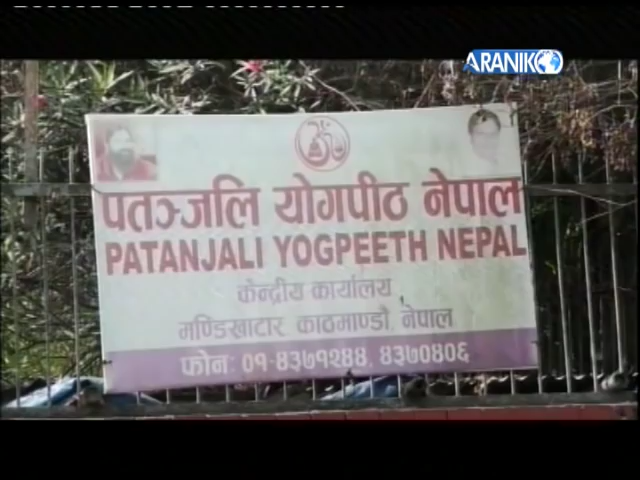 ARANIKO
पतञ्जलि योगपीठ नेपाल
PATANJALI YOGPEETH NEPAL
केन्द्रीय कार्यालय
मण्डिखाटार, काठमाण्डौ, नेपाल
फोन: ०१-४३७१२४४, ४३७०४०६